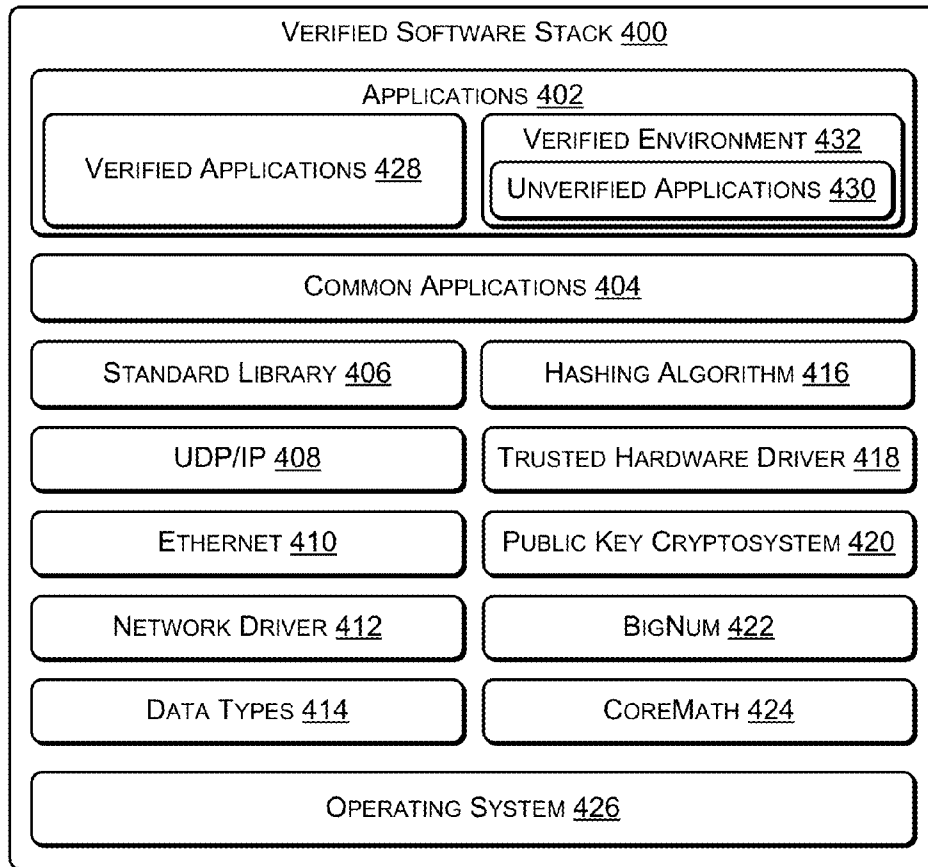 Verified Software Stack 400
Applications 402
Verified Applications 428
Verified Environment 432
Unverified Applications 430
Common Applications 404
Standard Library 406
Hashing Algorithm 416
UDP/IP 408
Trusted Hardware Driver 418
Ethernet 410
Public Key Cryptosystem 420
Network Driver 412
BigNum 422
Data Types 414
CoreMath 424
Operating System 426